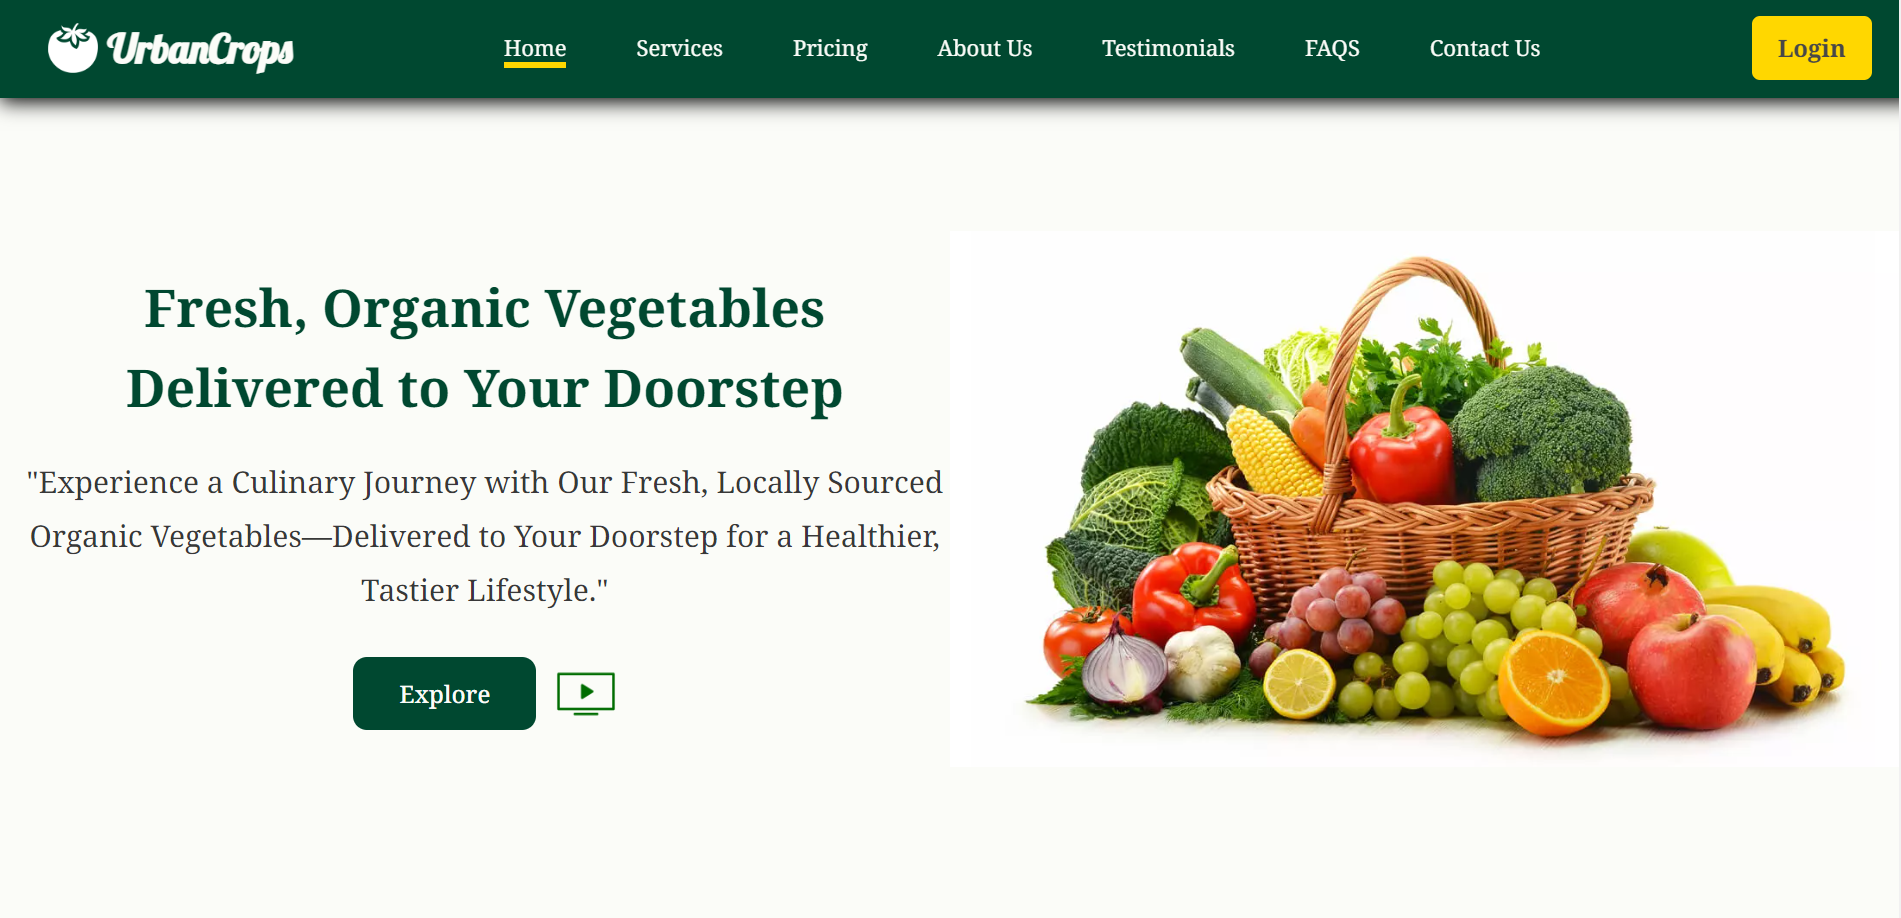 UrbanCrops
Home Services Pricing About Us Testimonials FAQS Contact Us Login
Fresh, Organic Vegetables
Delivered to Your Doorstep
"Experience a Culinary Journey with Our Fresh, Locally Sourced
Organic Vegetables—Delivered to Your Doorstep for a Healthier,
Tastier Lifestyle."
Explore